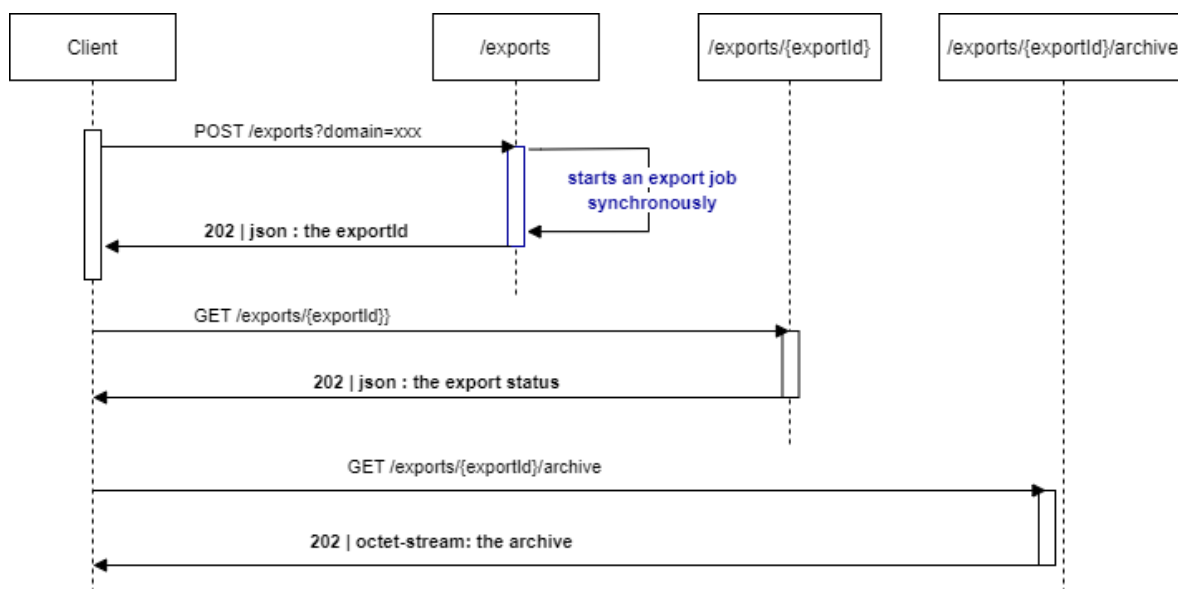 Client
/exports
/exports/{exportId}
/exports/{exportId}/archive
POST /exports?domain=xxx
starts an export job
synchronously
202 | json : the exportId
GET /exports/{exportId}}
202 | json : the export status
GET /exports/{exportId}/archive
202 | octet-stream: the archive